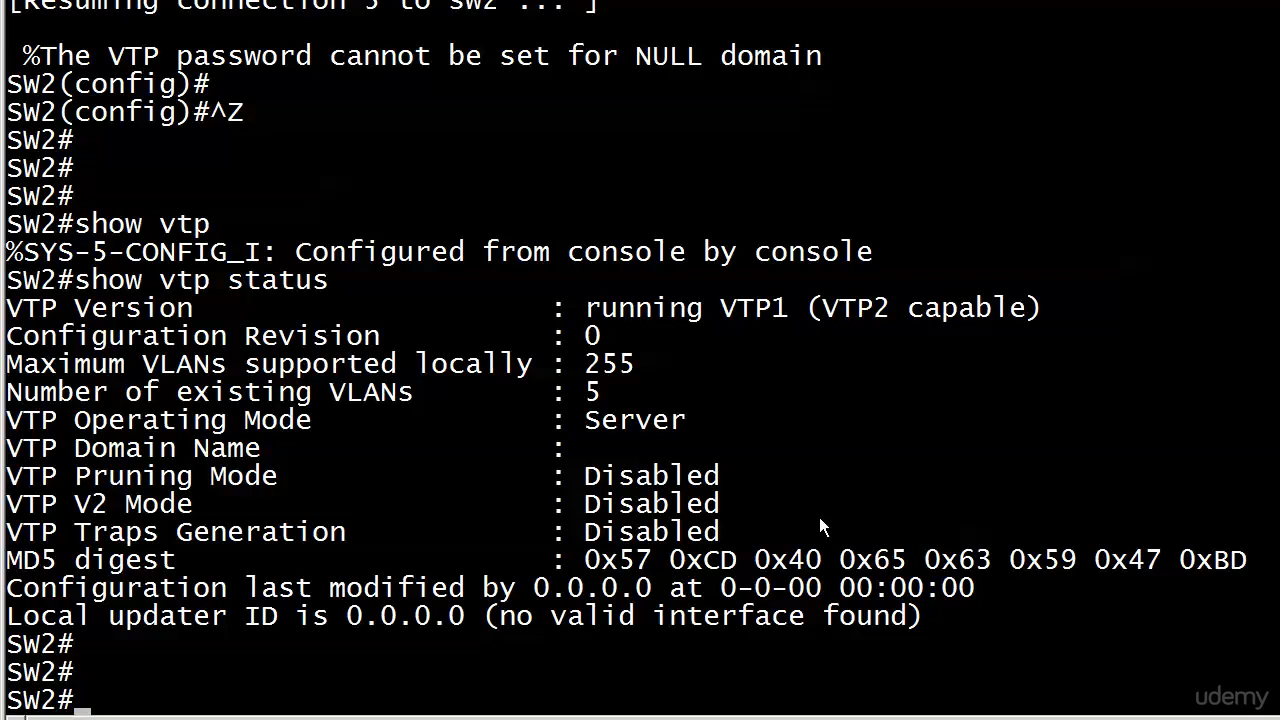 [Resuming connection 5 to sw2 ... ]
%The VTP password cannot be set for NULL domain
SW2(config)#
SW2(config)#^Z
SW2#
SW2#
SW2#
SW2#show vtp
%SYS-5-CONFIG_I: Configured from console by console
SW2#show vtp status
VTP Version : running VTP1 (VTP2 capable)
Configuration Revision : 0
Maximum VLANs supported locally : 255
Number of existing VLANs : 5
VTP Operating Mode : Server
VTP Domain Name :
VTP Pruning Mode : Disabled
VTP V2 Mode : Disabled
VTP Traps Generation : Disabled
MD5 digest : 0x57 0xCD 0x40 0x65 0x63 0x59 0x47 0xBD
Configuration last modified by 0.0.0.0 at 0-0-00 00:00:00
Local updater ID is 0.0.0.0 (no valid interface found)
SW2#
SW2#
SW2#
udemy